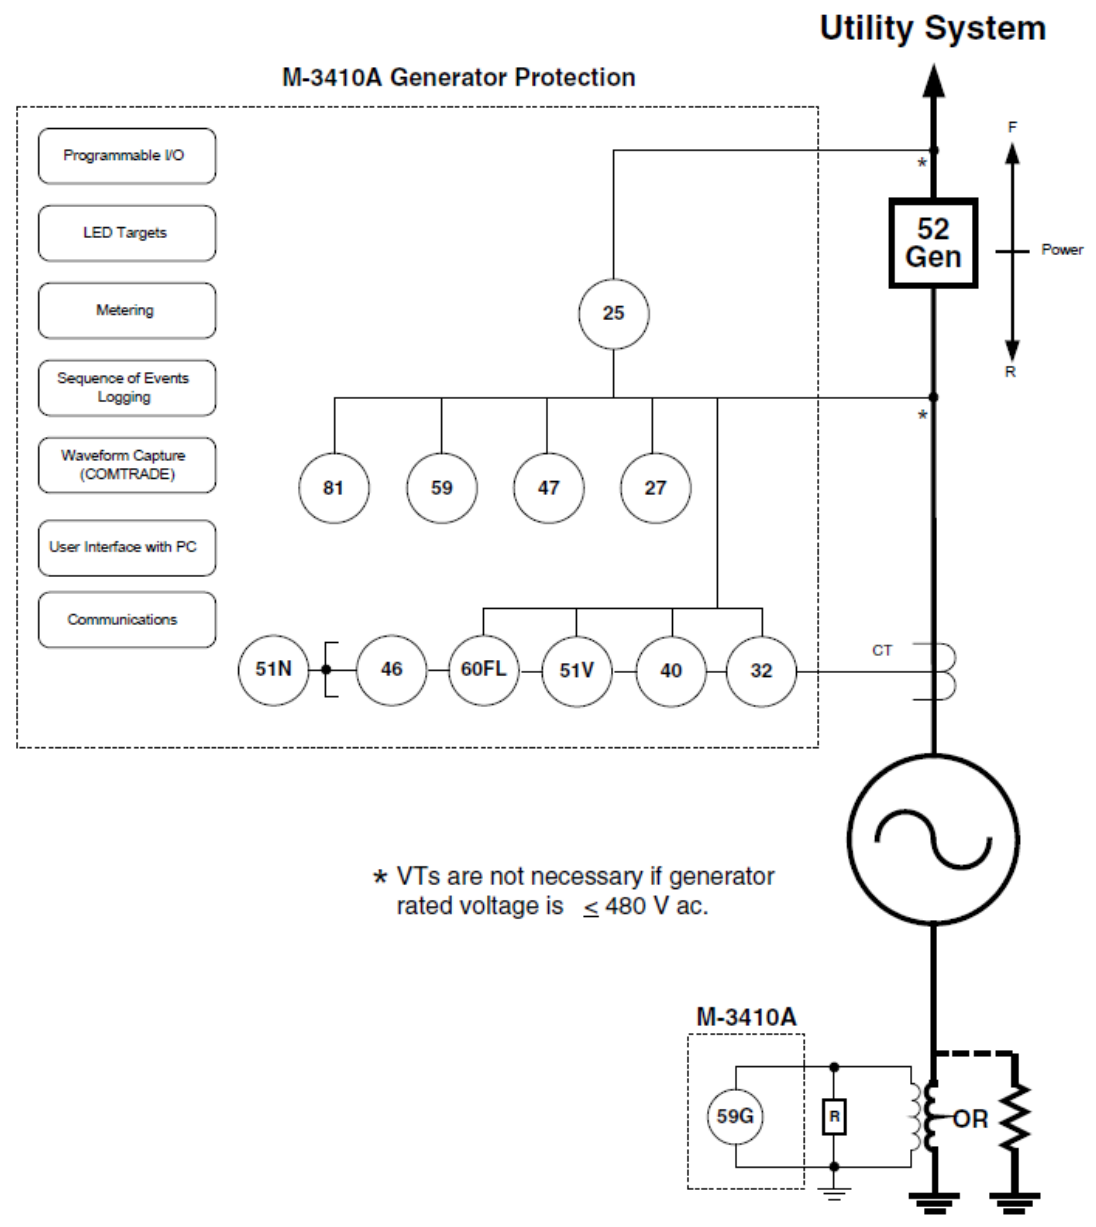 Utility System
M-3410A Generator Protection
Programmable I/O
LED Targets
Metering
Sequence of Events
Logging
Waveform Capture
(COMTRADE)
User Interface with PC
Communications
F
*
52
Gen
Power
R
25
*
81
59
47
27
CT
51N
46
60FL
51V
40
32
* VTs are not necessary if generator
rated voltage is ≤ 480 V ac.
M-3410A
59G
R
OR